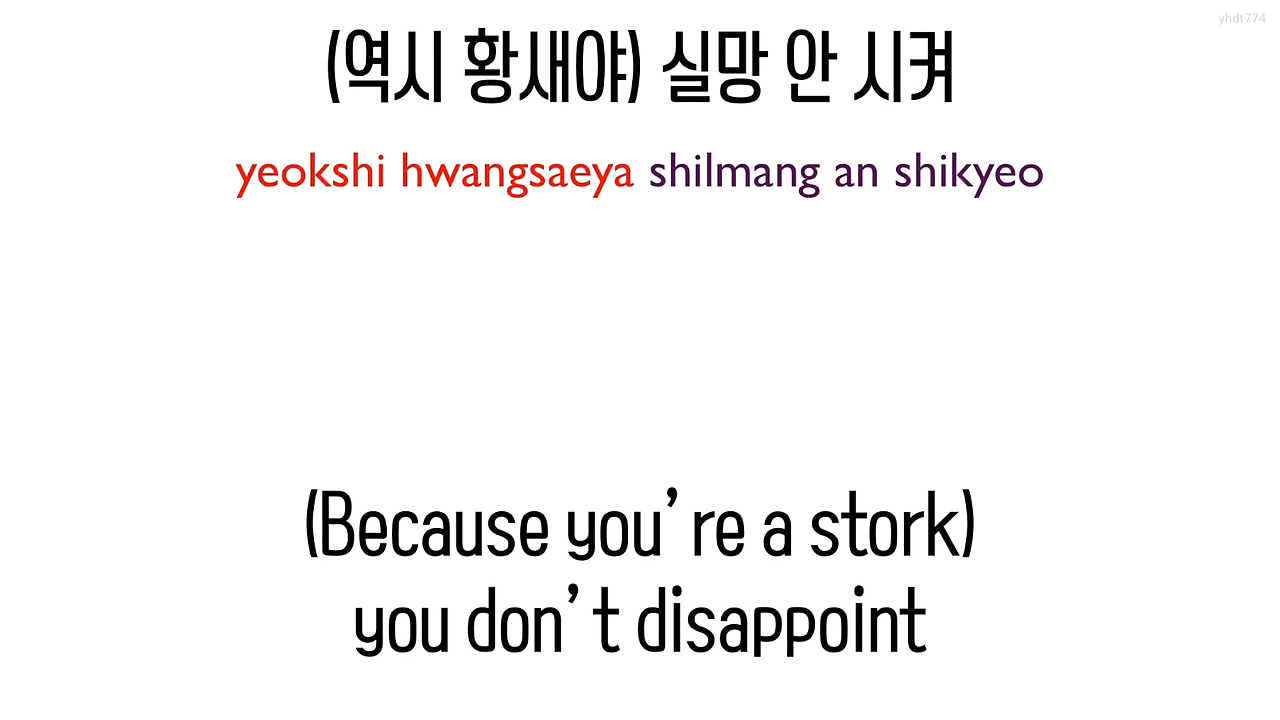 yhdt774
(역시 황새야) 실망 안 시켜
yeokshi hwangsaeya shilmang an shikyeo
(Because you're a stork)
you don't disappoint